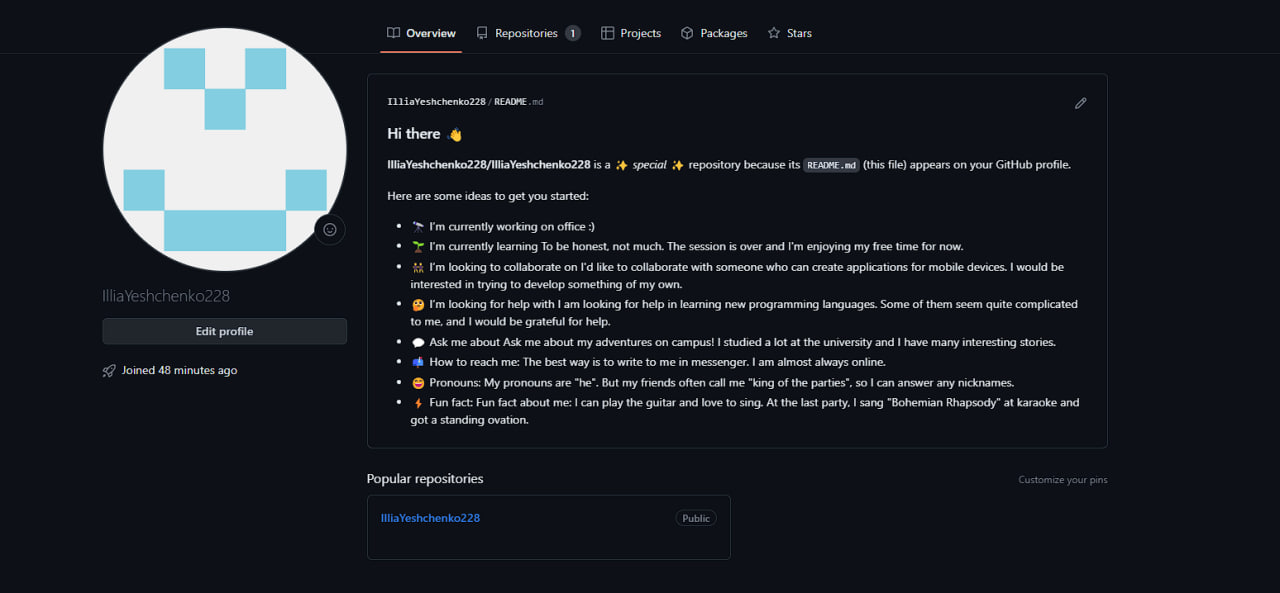 Overview Repositories 1 Projects Packages Stars
IlliaYeshchenko228
Edit profile
Joined 48 minutes ago
IlliaYeshchenko228/README.md
Hi there 👋
IlliaYeshchenko228/IlliaYeshchenko228 is a ✨ special ✨ repository because its README.md (this file) appears on your GitHub profile.
Here are some ideas to get you started:
• 🔭 I'm currently working on office :)
• 🌱 I'm currently learning To be honest, not much. The session is over and I'm enjoying my free time for now.
• 👯 I'm looking to collaborate on I'd like to collaborate with someone who can create applications for mobile devices. I would be
interested in trying to develop something of my own.
• 🤔 I'm looking for help with I am looking for help in learning new programming languages. Some of them seem quite complicated
to me, and I would be grateful for help.
• 💬 Ask me about Ask me about my adventures on campus! I studied a lot at the university and I have many interesting stories.
• 📫 How to reach me: The best way is to write to me in messenger. I am almost always online.
• 😄 Pronouns: My pronouns are "he". But my friends often call me "king of the parties", so I can answer any nicknames.
• ⚡ Fun fact: Fun fact about me: I can play the guitar and love to sing. At the last party, I sang "Bohemian Rhapsody" at karaoke and
got a standing ovation.
Popular repositories
Customize your pins
IlliaYeshchenko228
Public